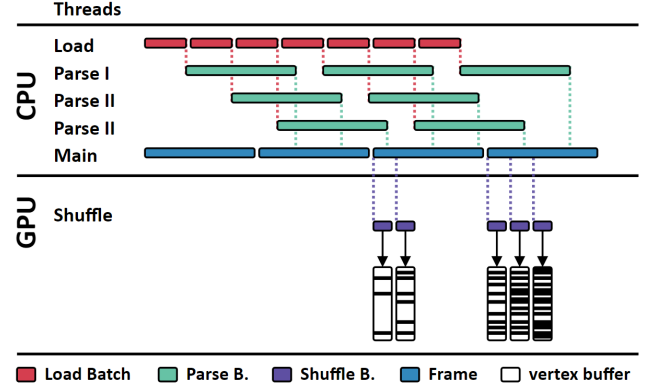 Threads
CPU
Load
Parse I
Parse II
Parse II
Main
GPU
Shuffle
Load Batch Parse B. Shuffle B. Frame vertex buffer